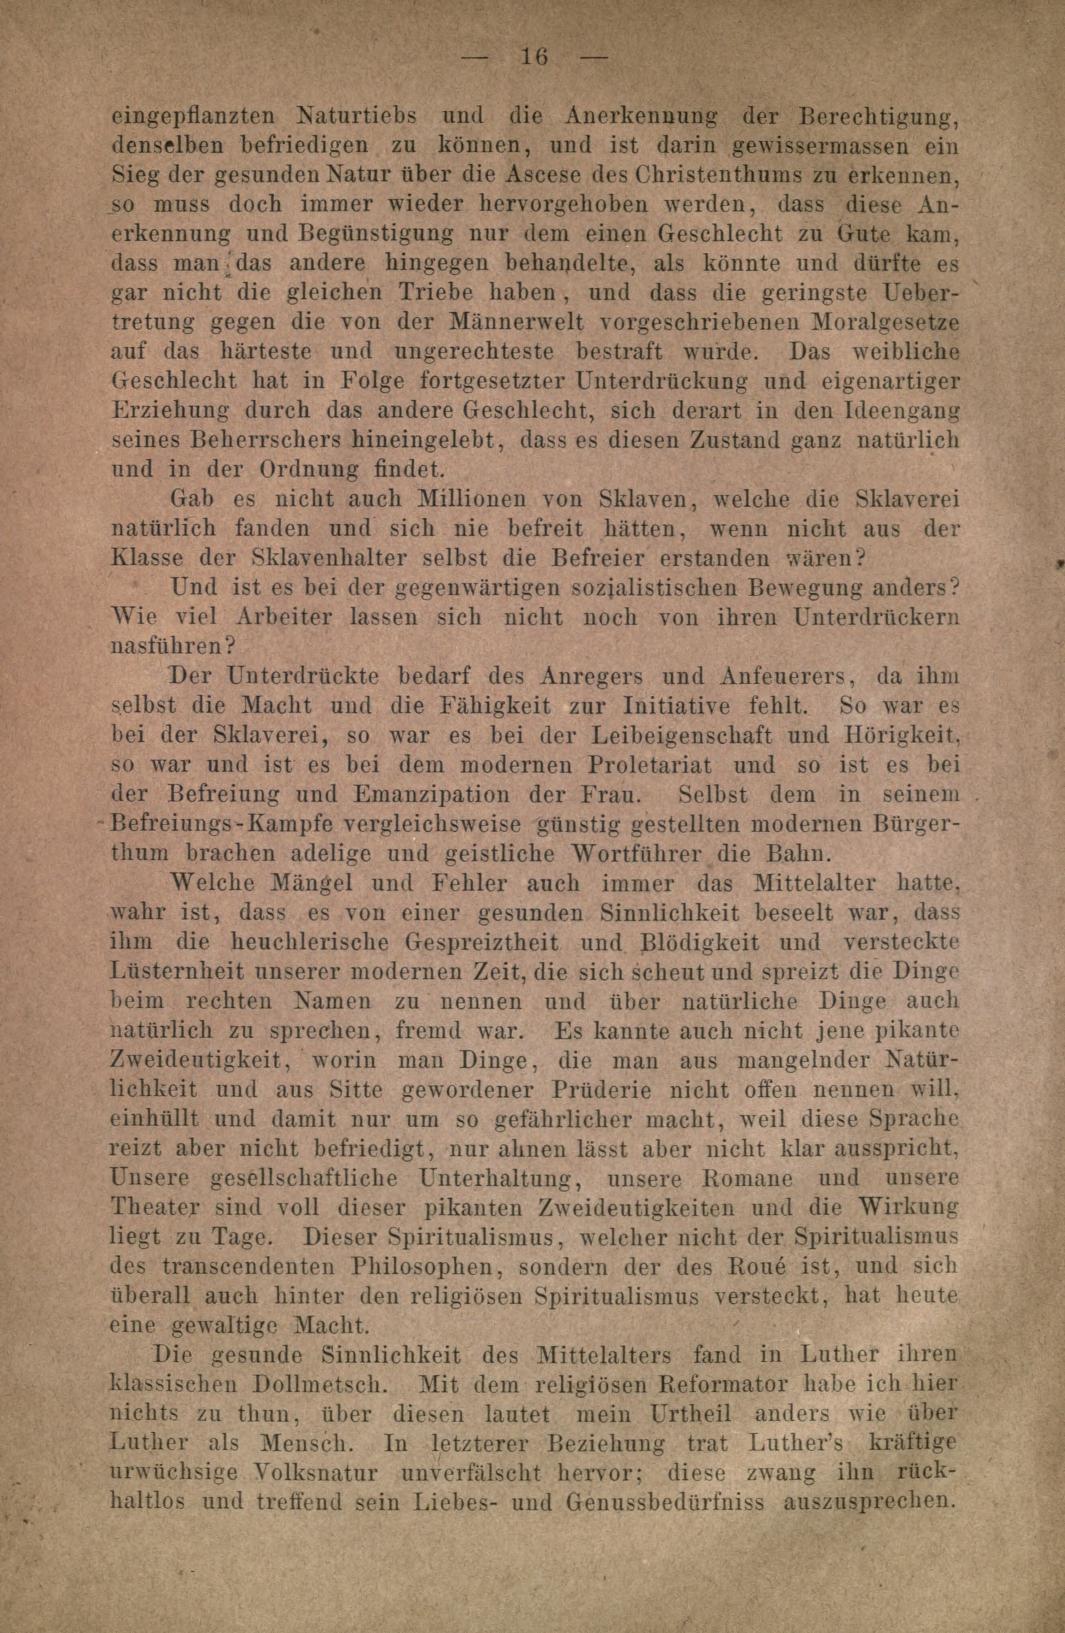 — 16 —
eingepflanzten Naturtiebs und die Anerkennung der Berechtigung,
denselben befriedigen zu können, und ist darin gewissermassen ein
Sieg der gesunden Natur über die Ascese des Christenthums zu erkennen,
so muss doch immer wieder hervorgehoben werden, dass diese An-
erkennung und Begünstigung nur dem einen Geschlecht zu Gute kam,
dass man das andere hingegen behandelte, als könnte und dürfte es
gar nicht die gleichen Triebe haben, und dass die geringste Ueber-
tretung gegen die von der Männerwelt vorgeschriebenen Moralgesetze
auf das härteste und ungerechteste bestraft wurde. Das weibliche
Geschlecht hat in Folge fortgesetzter Unterdrückung und eigenartiger
Erziehung durch das andere Geschlecht, sich derart in den Ideengang
seines Beherrschers hineingelebt, dass es diesen Zustand ganz natürlich
und in der Ordnung findet.
Gab es nicht auch Millionen von Sklaven, welche die Sklaverei
natürlich fanden und sich nie befreit hätten, wenn nicht aus der
Klasse der Sklavenhalter selbst die Befreier erstanden wären?
Und ist es bei der gegenwärtigen sozialistischen Bewegung anders?
Wie viel Arbeiter lassen sich nicht noch von ihren Unterdrückern
nasführen?
Der Unterdrückte bedarf des Anregers und Anfeuerers, da ihm
selbst die Macht und die Fähigkeit zur Initiative fehlt. So war es
bei der Sklaverei, so war es bei der Leibeigenschaft und Hörigkeit,
so war und ist es bei dem modernen Proletariat und so ist es bei
der Befreiung und Emanzipation der Frau. Selbst dem in seinem
Befreiungs-Kampfe vergleichsweise günstig gestellten modernen Bürger-
thum brachen adelige und geistliche Wortführer die Bahn.
Welche Mängel und Fehler auch immer das Mittelalter hatte,
wahr ist, dass es von einer gesunden Sinnlichkeit beseelt war, dass
ihm die heuchlerische Gespreiztheit und Blödigkeit und versteckte
Lüsternheit unserer modernen Zeit, die sich scheut und spreizt die Dinge
beim rechten Namen zu nennen und über natürliche Dinge auch
natürlich zu sprechen, fremd war. Es kannte auch nicht jene pikante
Zweideutigkeit, worin man Dinge, die man aus mangelnder Natür-
lichkeit und aus Sitte gewordener Prüderie nicht offen nennen will,
einhüllt und damit nur um so gefährlicher macht, weil diese Sprache
reizt aber nicht befriedigt, nur ahnen lässt aber nicht klar ausspricht,
Unsere gesellschaftliche Unterhaltung, unsere Romane und unsere
Theater sind voll dieser pikanten Zweideutigkeiten und die Wirkung
liegt zu Tage. Dieser Spiritualismus, welcher nicht der Spiritualismus
des transcendenten Philosophen, sondern der des Roué ist, und sich
überall auch hinter den religiösen Spiritualismus versteckt, hat heute
eine gewaltige Macht.
Die gesunde Sinnlichkeit des Mittelalters fand in Luther ihren
klassischen Dollmetsch. Mit dem religiösen Reformator habe ich hier
nichts zu thun, über diesen lautet mein Urtheil anders wie über
Luther als Mensch. In letzterer Beziehung trat Luther's kräftige
urwüchsige Volksnatur unverfälscht hervor; diese zwang ihn rück-
haltlos und treffend sein Liebes- und Genussbedürfniss auszusprechen.